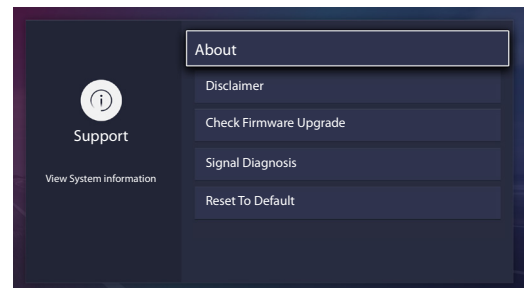 Support
View System information
About
Disclaimer
Check Firmware Upgrade
Signal Diagnosis
Reset To Default